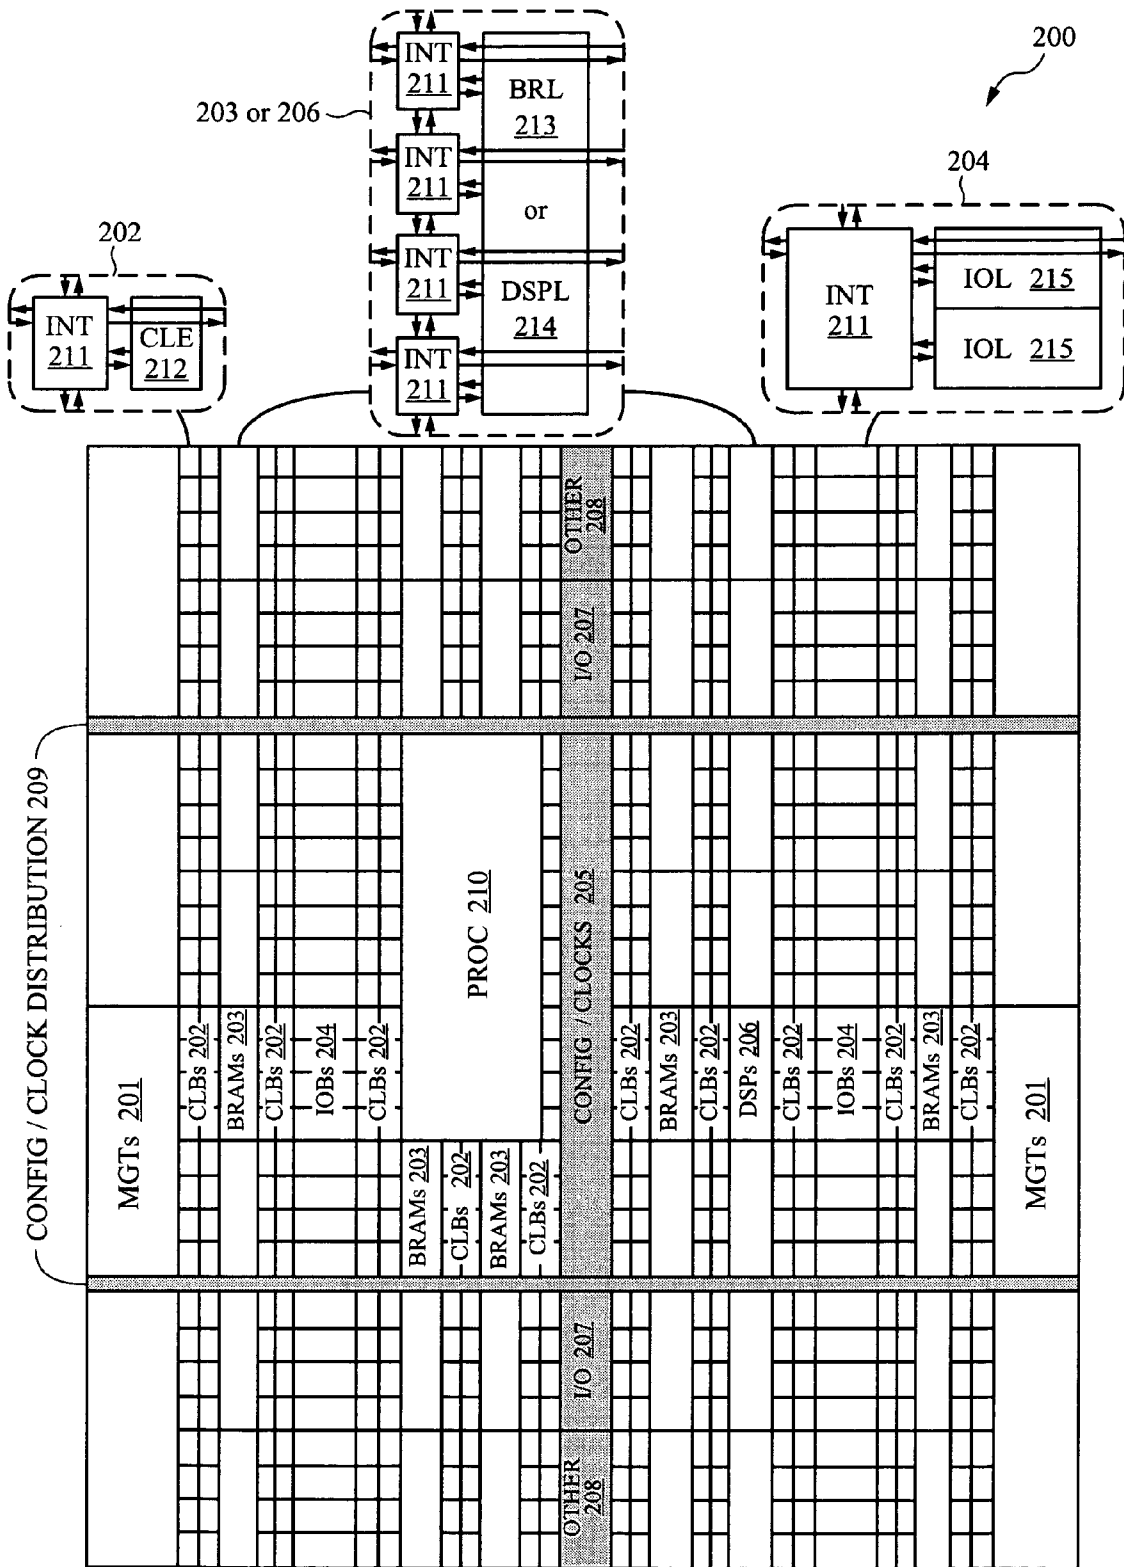 200
INT
211
BRL
213
203 or 206
INT
211
or
204
202
INT
211
DSPL
214
INT
211
IOL 215
IOL 215
INT
211
CLE
212
INT
211
OTHER
208
I/O 207
CONFIG / CLOCK DISTRIBUTION 209
PROC 210
CONFIG / CLOCKS 205
MGTs 201
CLBs 202
BRAMs 203
CLBs 202
IOBs 204
CLBs 202
CLBs 202
BRAMs 203
CLBs 202
DSPs 206
CLBs 202
IOBs 204
CLBs 202
BRAMs 203
CLBs 202
MGTs 201
BRAMs 203
CLBs 202
BRAMs 203
CLBs 202
I/O 207
OTHER
208